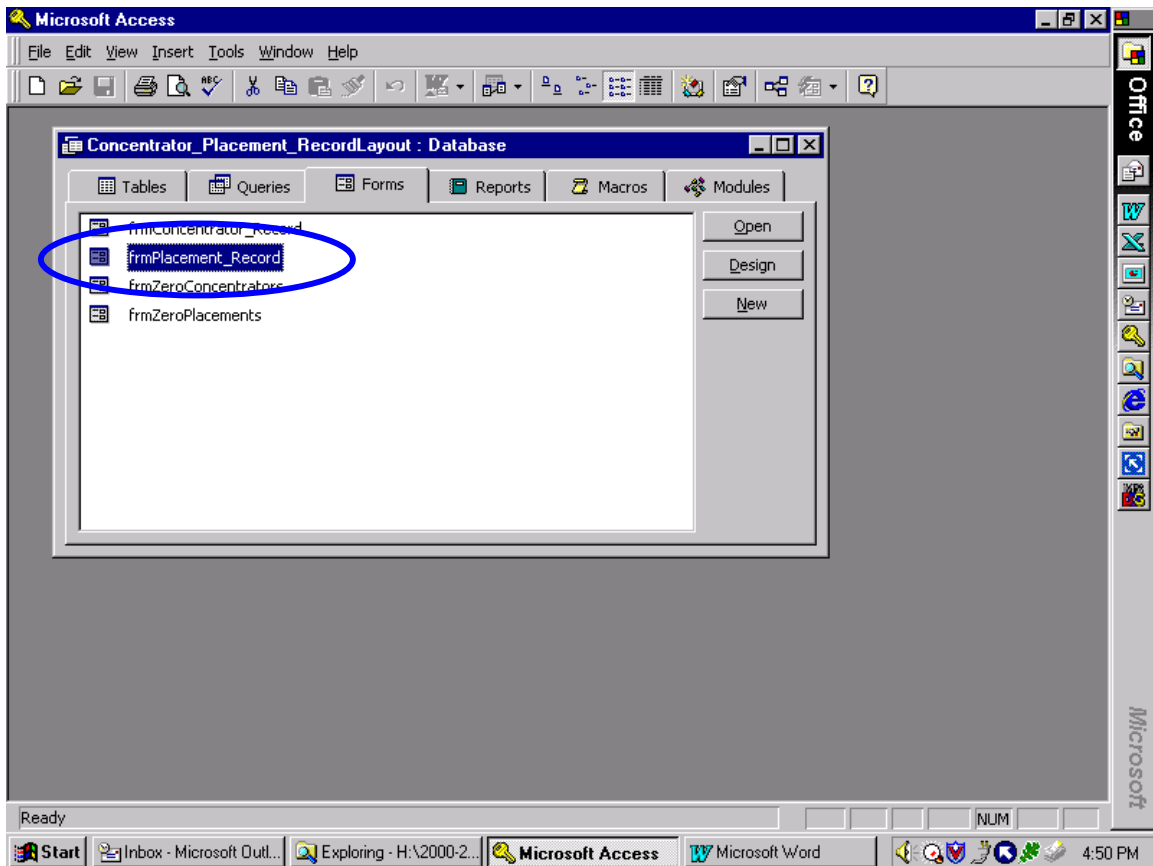 Microsoft Access
File Edit View Insert Tools Window Help
Office
Concentrator_Placement_RecordLayout : Database
Tables Queries Forms Reports Macros Modules
frmConcentrator_Record
frmPlacement_Record
frmZeroConcentrators
frmZeroPlacements
Open
Design
New
Microsoft
Ready NUM
Start Inbox - Microsoft Outl... Exploring - H:\2000-2... Microsoft Access Microsoft Word 4:50 PM